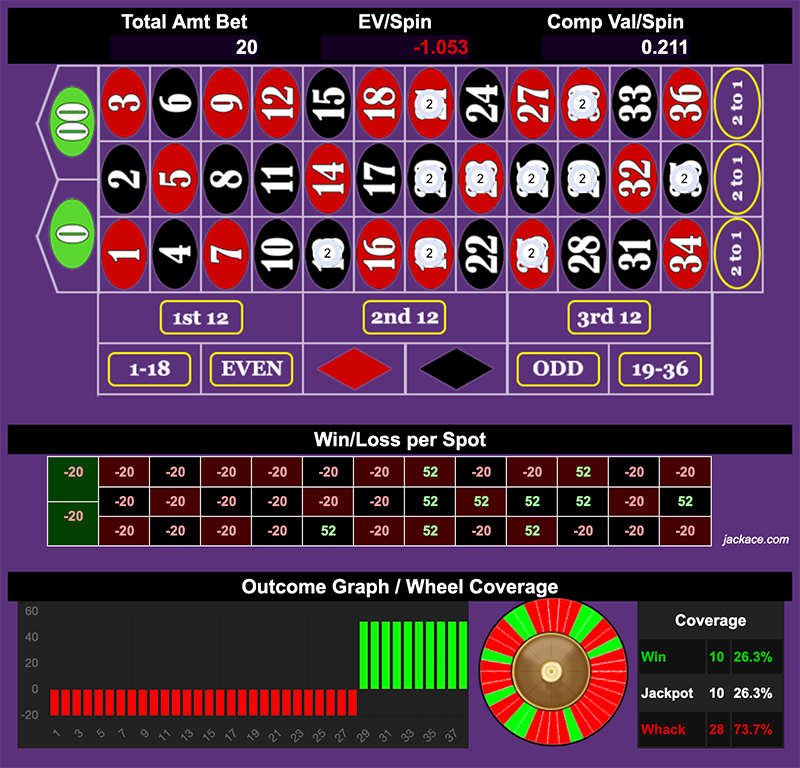 Total Amt Bet EV/Spin Comp Val/Spin
20 -1.053 0.211
00 3 6 9 12 15 18 2 24 27 2 33 36 2 to 1
2 5 8 11 14 17 2 2 2 2 32 2 2 to 1
0 1 4 7 10 2 16 2 22 2 28 31 34 2 to 1
1st 12 2nd 12 3rd 12
1-18 EVEN ODD 19-36
Win/Loss per Spot
-20 -20 -20 -20 -20 -20 -20 52 -20 -20 52 -20 -20
-20 -20 -20 -20 -20 -20 52 52 52 52 -20 52
-20 -20 -20 -20 -20 52 -20 52 -20 52 -20 -20 -20
jackace.com
Outcome Graph / Wheel Coverage
60
40
20
0
-20
1 3 5 7 9 11 13 15 17 19 21 23 25 27 29 31 33 35 37
Coverage
Win 10 26.3%
Jackpot 10 26.3%
Whack 28 73.7%